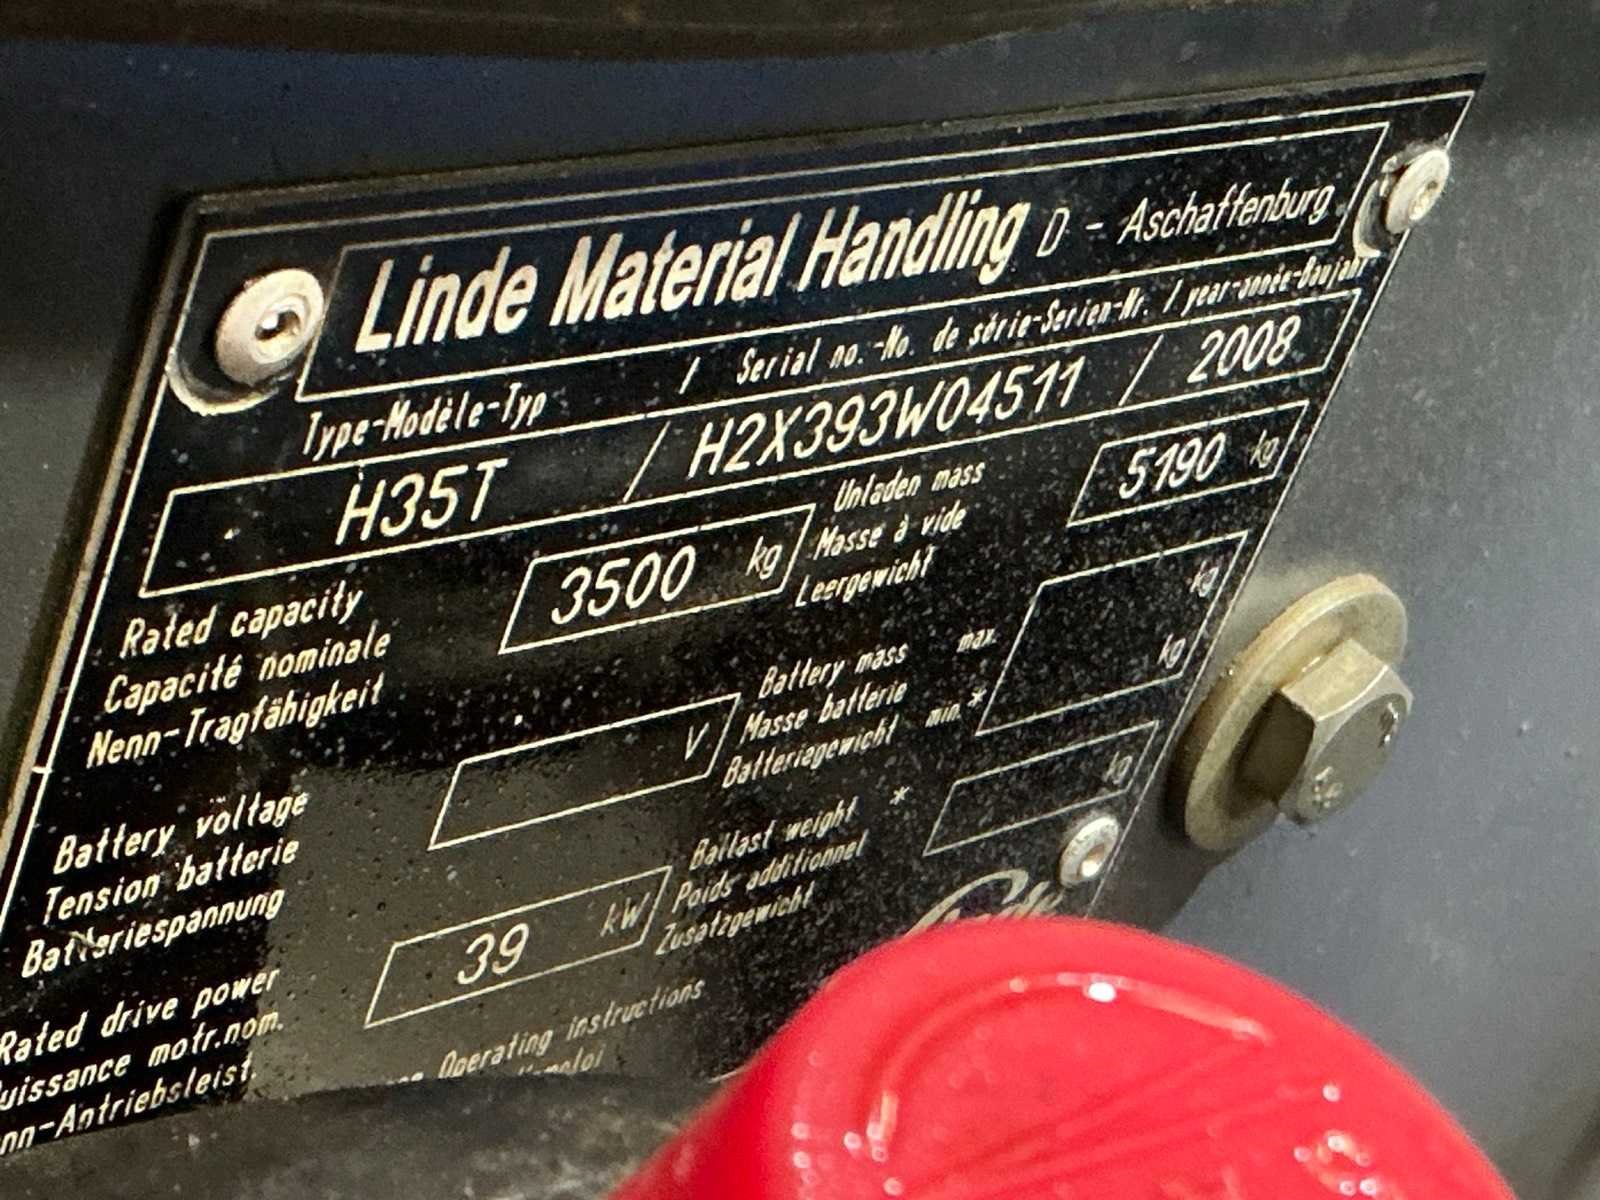 Linde Material Handling D - Aschaffenburg
Type-Modèle-Typ / Serial no.-No. de série-Serien-Nr. / year-année-Baujahr
H35T / H2X393W04511 / 2008
Rated capacity
Capacité nominale
Nenn-Tragfähigkeit
3500 kg
Unladen mass
Masse à vide
Leergewicht
5190 kg
Battery voltage
Tension batterie
Batteriespannung
V
Battery mass max.
Masse batterie
Batteriegewicht min.*
kg
kg
Rated drive power
Puissance motr.nom.
Nenn-Antriebsleist.
39 kW
Ballast weight *
Poids additionnel
Zusatzgewicht
kg
Operating instructions